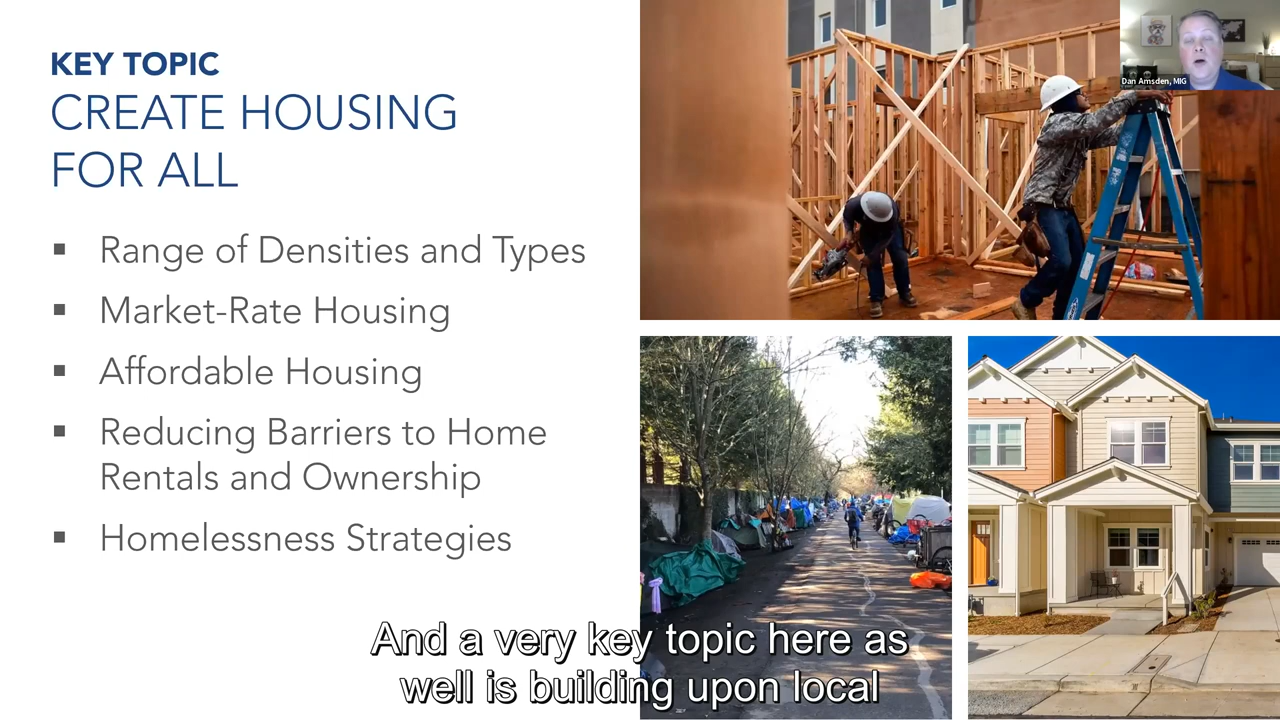 KEY TOPIC
CREATE HOUSING
FOR ALL
▪ Range of Densities and Types
▪ Market-Rate Housing
▪ Affordable Housing
▪ Reducing Barriers to Home
Rentals and Ownership
▪ Homelessness Strategies
Dan Amsden, MIG
And a very key topic here as
well is building upon local